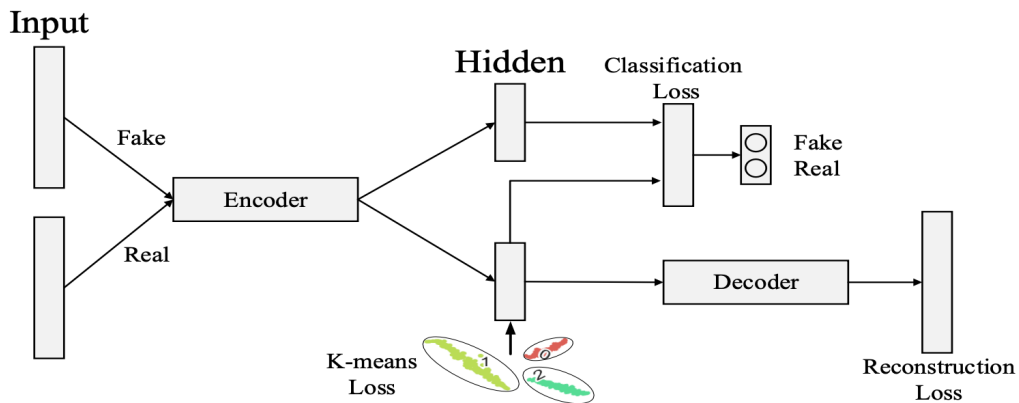 Input
Fake
Real
Encoder
Hidden
Classification
Loss
Fake
Real
Decoder
K-means
Loss
1
0
2
Reconstruction
Loss